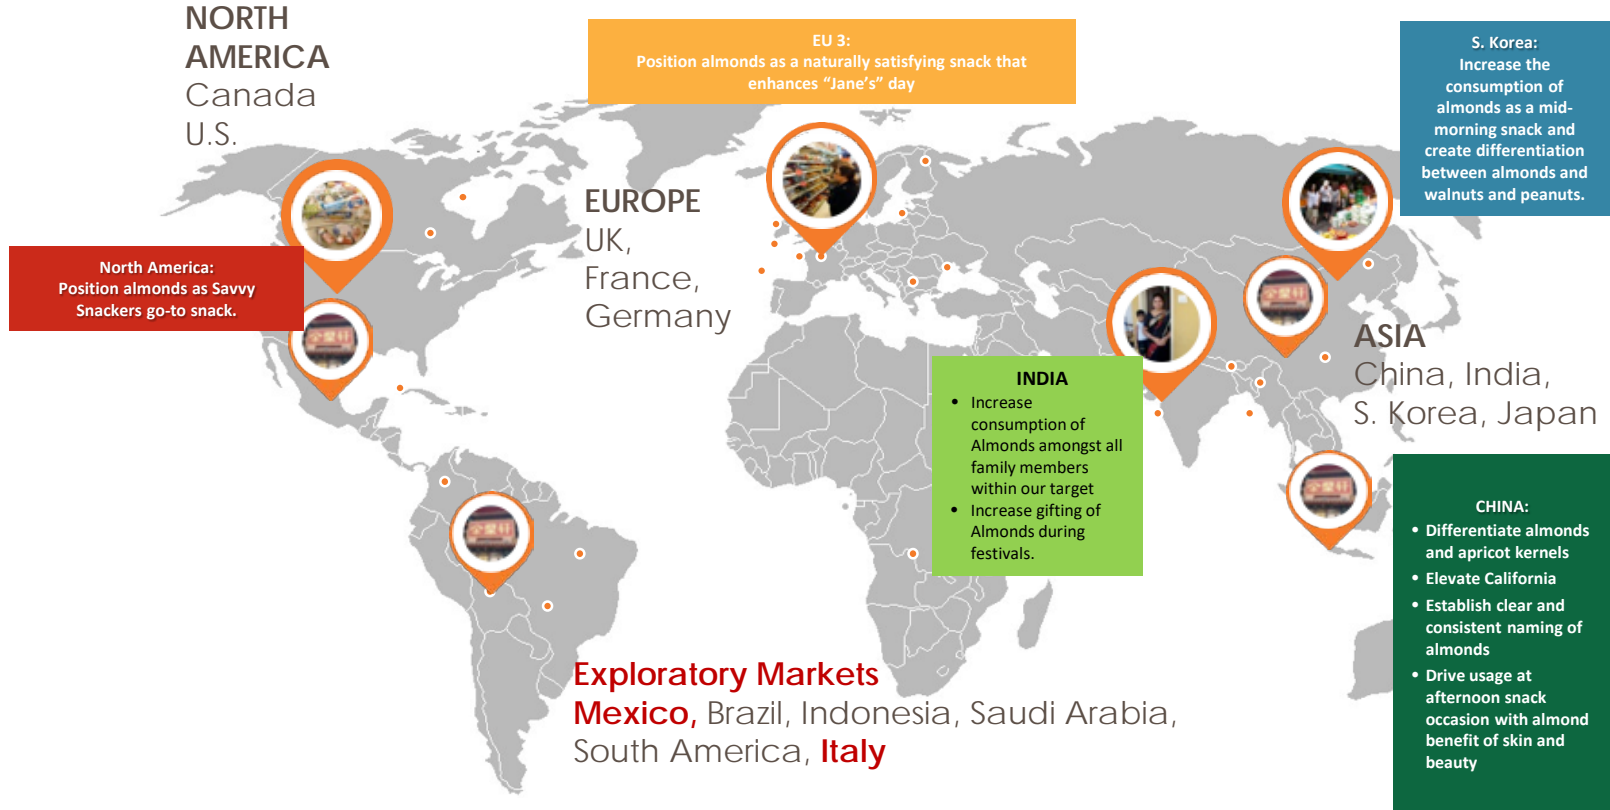 NORTH
AMERICA
Canada
U.S.
EU 3:
Position almonds as a naturally satisfying snack that
enhances “Jane’s” day
S. Korea:
Increase the
consumption of
almonds as a mid-
morning snack and
create differentiation
between almonds and
walnuts and peanuts.
EUROPE
UK,
France,
Germany
North America:
Position almonds as Savvy
Snackers go-to snack.
ASIA
China, India,
S. Korea, Japan
INDIA
• Increase
consumption of
Almonds amongst all
family members
within our target
• Increase gifting of
Almonds during
festivals.
CHINA:
• Differentiate almonds
and apricot kernels
• Elevate California
• Establish clear and
consistent naming of
almonds
• Drive usage at
afternoon snack
occasion with almond
benefit of skin and
beauty
Exploratory Markets
Mexico, Brazil, Indonesia, Saudi Arabia,
South America, Italy